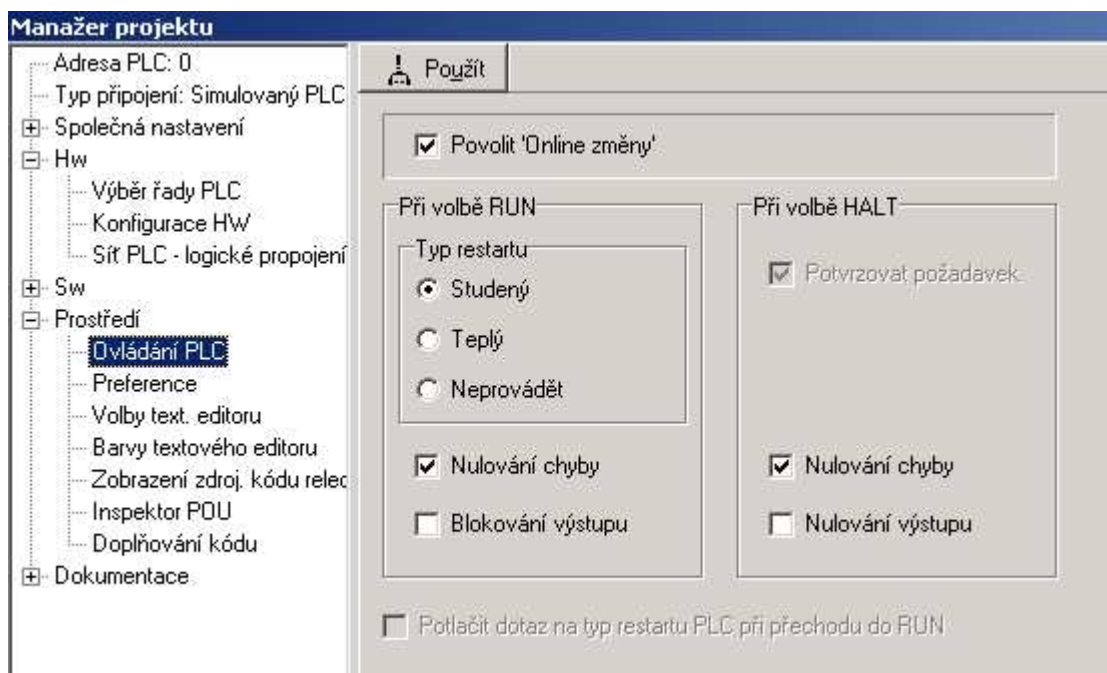 Manažer projektu
Adresa PLC: 0
Typ připojení: Simulovaný PLC
Společná nastavení
Hw
Výběr řady PLC
Konfigurace HW
Síť PLC - logické propojení
Sw
Prostředí
Ovládání PLC
Preference
Volby text. editoru
Barvy textového editoru
Zobrazení zdroj. kódu releo
Inspektor POU
Doplňování kódu
Dokumentace
Použít
Povolit 'Online změny'
Při volbě RUN
Typ restartu
Studený
Teplý
Neprovádět
Nulování chyby
Blokování výstupu
Při volbě HALT
Potvrzovat požadavek
Nulování chyby
Nulování výstupu
Potlačit dotaz na typ restartu PLC při přechodu do RUN